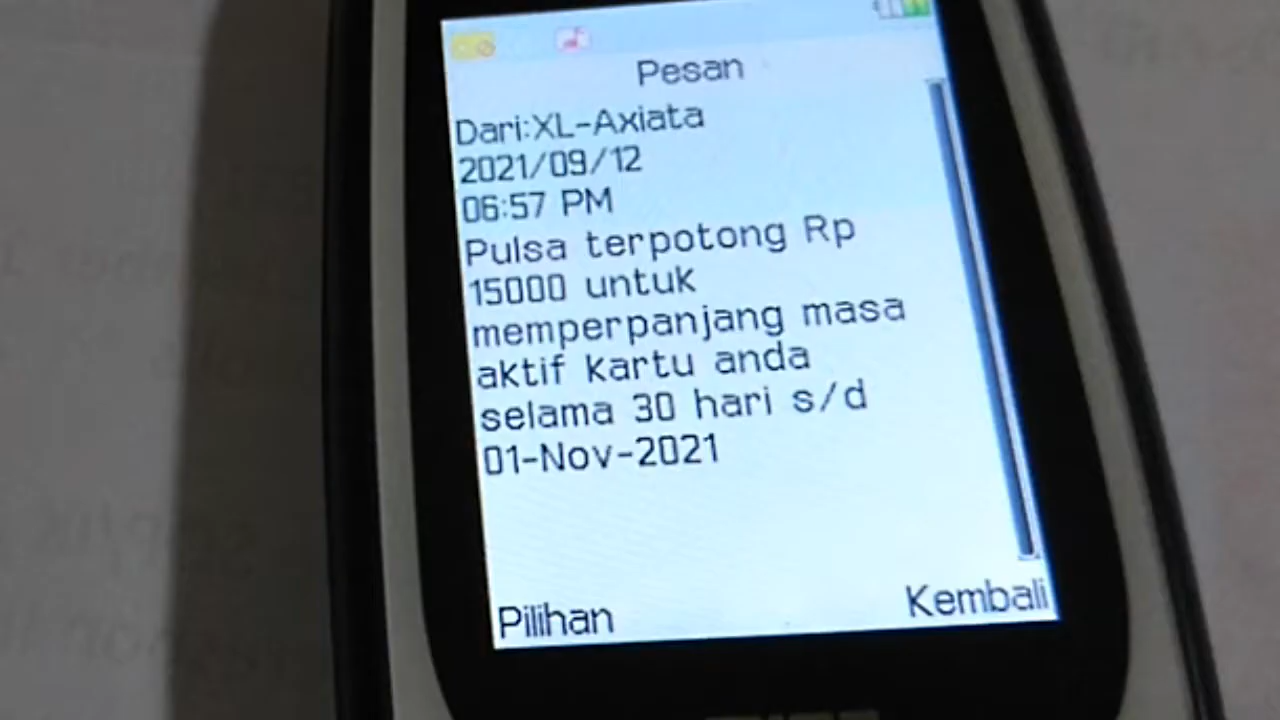 Pesan
Dari:XL-Axiata
2021/09/12
06:57 PM
Pulsa terpotong Rp
15000 untuk
memperpanjang masa
aktif kartu anda
selama 30 hari s/d
01-Nov-2021
Pilihan
Kembali